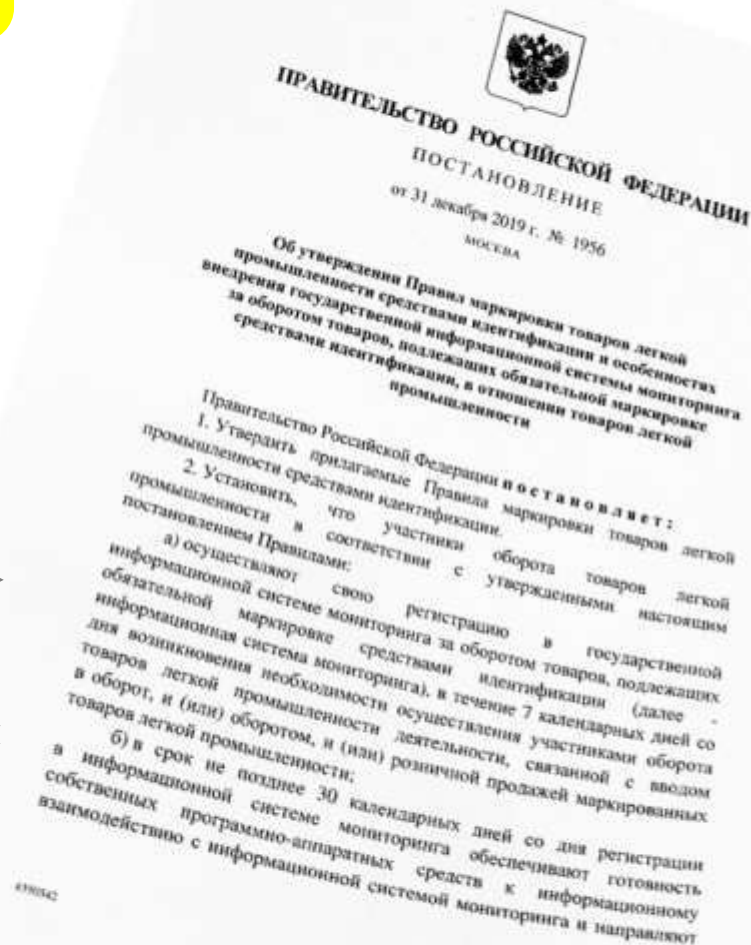 ПРАВИТЕЛЬСТВО РОССИЙСКОЙ ФЕДЕРАЦИИ
ПОСТАНОВЛЕНИЕ
от 31 декабря 2019 г. № 1956
МОСКВА
Об утверждении Правил маркировки товаров легкой
промышленности средствами идентификации и особенностях
внедрения государственной информационной системы мониторинга
за оборотом товаров, подлежащих обязательной маркировке
средствами идентификации, в отношении товаров легкой
промышленности
Правительство Российской Федерации постановляет:
1. Утвердить прилагаемые Правила маркировки товаров легкой
промышленности средствами идентификации.
2. Установить, что участники оборота товаров легкой
промышленности в соответствии с утвержденными настоящим
постановлением Правилами:
а) осуществляют свою регистрацию в государственной
информационной системе мониторинга за оборотом товаров, подлежащих
обязательной маркировке средствами идентификации (далее -
информационная система мониторинга), в течение 7 календарных дней со
дня возникновения необходимости осуществления участниками оборота
товаров легкой промышленности деятельности, связанной с вводом
в оборот, и (или) оборотом, и (или) розничной продажей маркированных
товаров легкой промышленности;
б) в срок не позднее 30 календарных дней со дня регистрации
в информационной системе мониторинга обеспечивают готовность
собственных программно-аппаратных средств к информационному
взаимодействию с информационной системой мониторинга и направляют